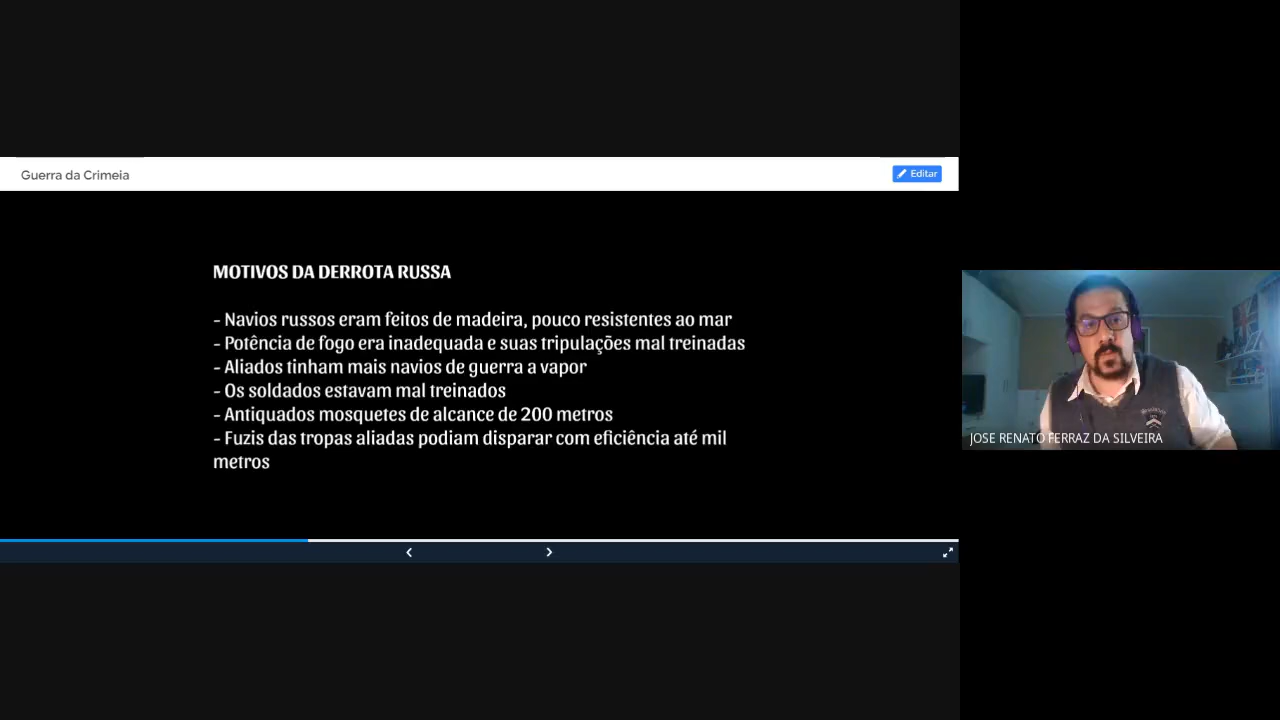 Guerra da Crimeia
Editar
MOTIVOS DA DERROTA RUSSA
- Navios russos eram feitos de madeira, pouco resistentes ao mar
- Potência de fogo era inadequada e suas tripulações mal treinadas
- Aliados tinham mais navios de guerra a vapor
- Os soldados estavam mal treinados
- Antiquados mosquetes de alcance de 200 metros
- Fuzis das tropas aliadas podiam disparar com eficiência até mil
metros
JOSE RENATO FERRAZ DA SILVEIRA